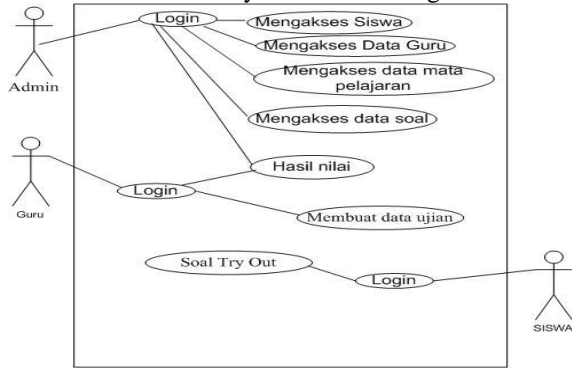 Login
Mengakses Siswa
Mengakses Data Guru
Admin
Mengakses data mata
pelajaran
Mengakses data soal
Hasil nilai
Login
Guru
Membuat data ujian
Soal Try Out
Login
SISWA